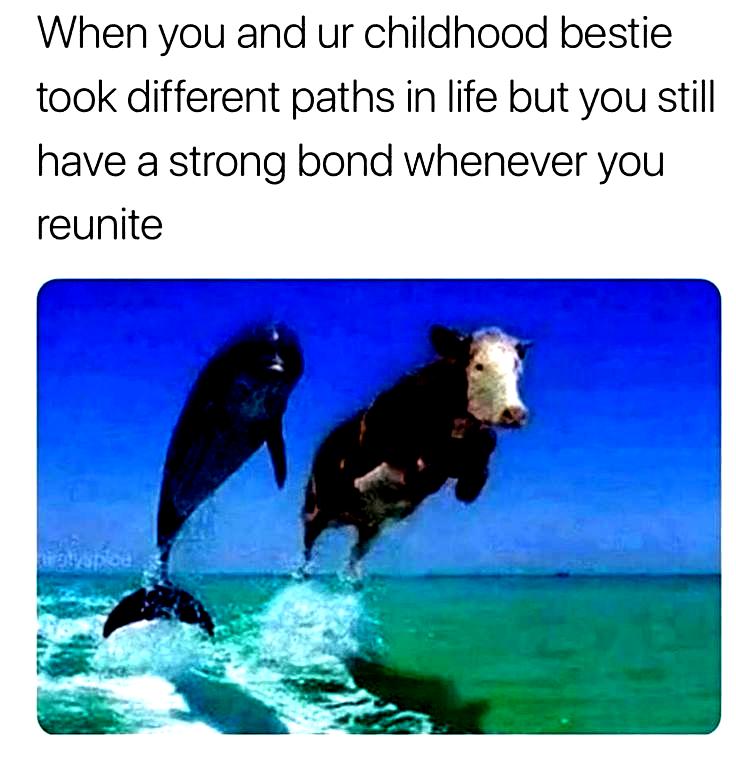 When you and ur childhood bestie
took different paths in life but you still
have a strong bond whenever you
reunite